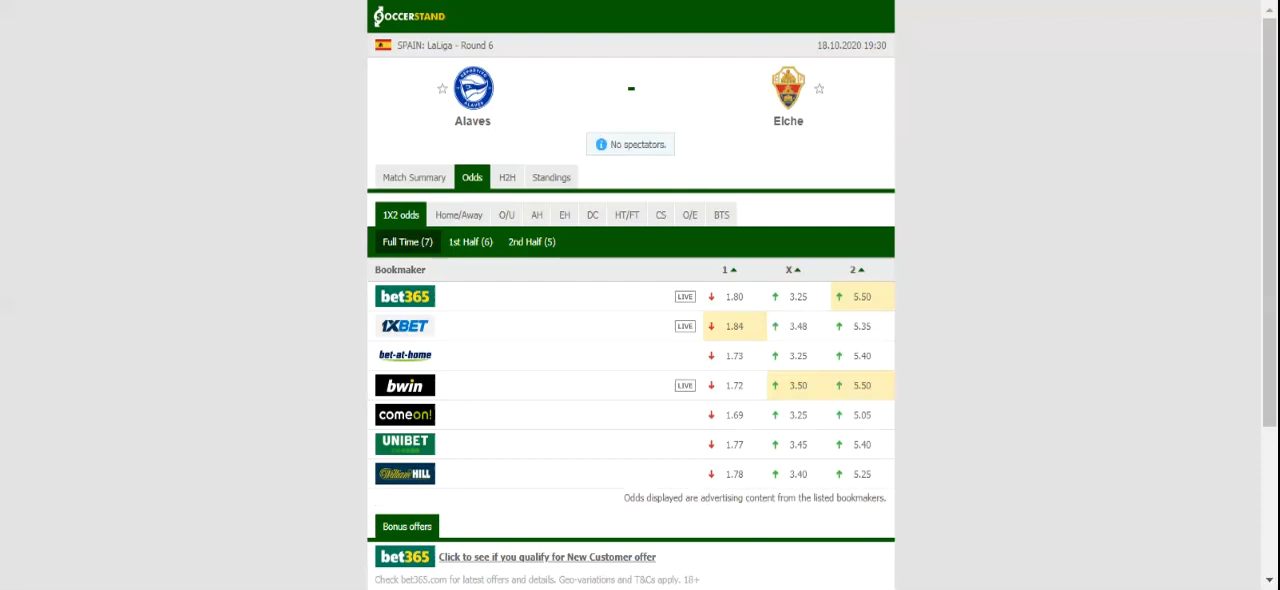 SOCCERSTAND
SPAIN: LaLiga - Round 6 18.10.2020 19:30
-
Alaves Elche
No spectators.
Match Summary Odds H2H Standings
1X2 odds Home/Away O/U AH EH DC HT/FT CS O/E BTS
Full Time (7) 1st Half (6) 2nd Half (5)
Bookmaker 1 X 2
bet365 LIVE 1.80 3.25 5.50
1XBET LIVE 1.84 3.48 5.35
bet-at-home 1.73 3.25 5.40
bwin LIVE 1.72 3.50 5.50
comeon! 1.69 3.25 5.05
UNIBET 1.77 3.45 5.40
William HILL 1.78 3.40 5.25
Odds displayed are advertising content from the listed bookmakers.
Bonus offers
bet365 Click to see if you qualify for New Customer offer
Check bet365.com for latest offers and details. Geo-variations and T&Cs apply. 18+